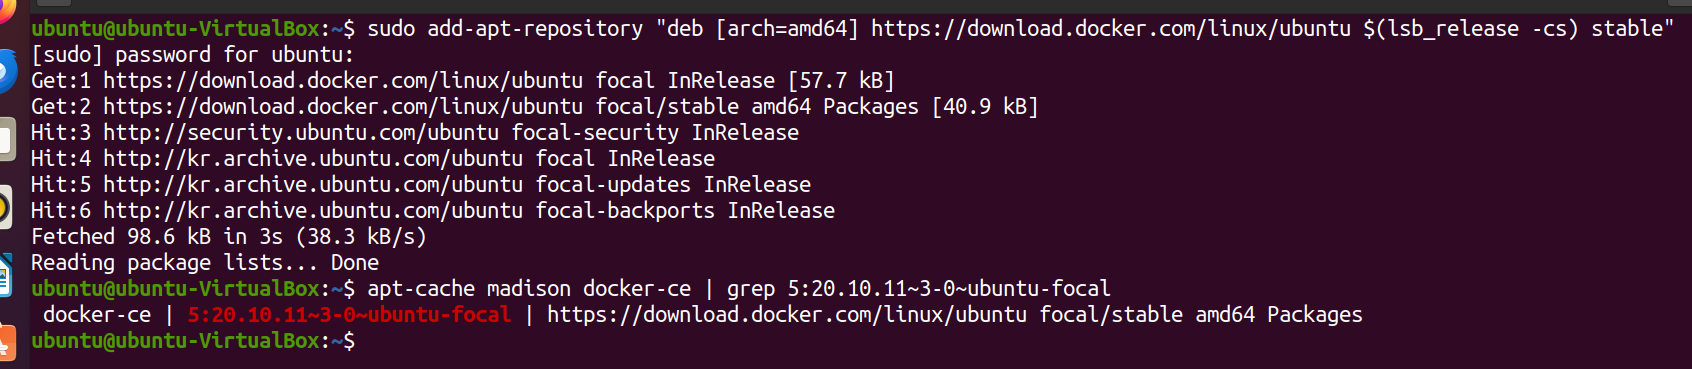 ubuntu@ubuntu-VirtualBox:~$ sudo add-apt-repository "deb [arch=amd64] https://download.docker.com/linux/ubuntu $(lsb_release -cs) stable"
[sudo] password for ubuntu:
Get:1 https://download.docker.com/linux/ubuntu focal InRelease [57.7 kB]
Get:2 https://download.docker.com/linux/ubuntu focal/stable amd64 Packages [40.9 kB]
Hit:3 http://security.ubuntu.com/ubuntu focal-security InRelease
Hit:4 http://kr.archive.ubuntu.com/ubuntu focal InRelease
Hit:5 http://kr.archive.ubuntu.com/ubuntu focal-updates InRelease
Hit:6 http://kr.archive.ubuntu.com/ubuntu focal-backports InRelease
Fetched 98.6 kB in 3s (38.3 kB/s)
Reading package lists... Done
ubuntu@ubuntu-VirtualBox:~$ apt-cache madison docker-ce | grep 5:20.10.11~3-0~ubuntu-focal
 docker-ce | 5:20.10.11~3-0~ubuntu-focal | https://download.docker.com/linux/ubuntu focal/stable amd64 Packages
ubuntu@ubuntu-VirtualBox:~$